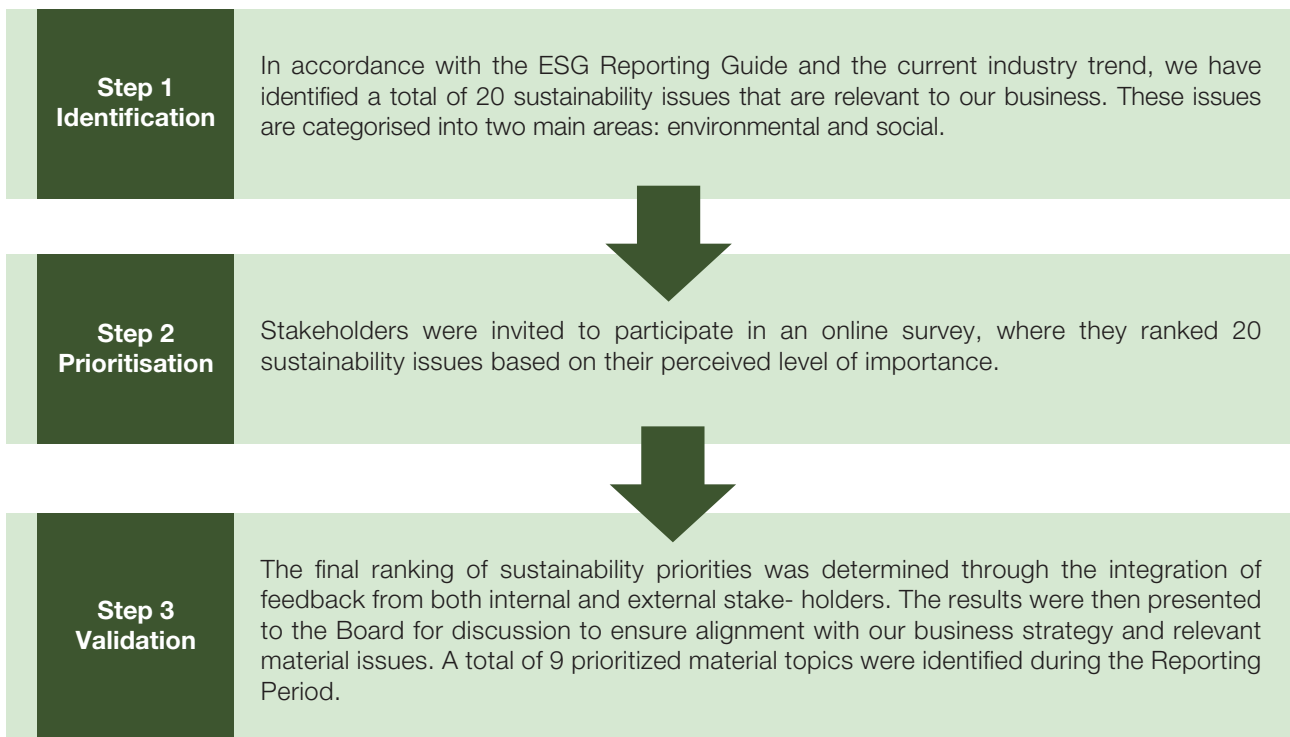 Step 1
Identification
In accordance with the ESG Reporting Guide and the current industry trend, we have
identified a total of 20 sustainability issues that are relevant to our business. These issues
are categorised into two main areas: environmental and social.
Step 2
Prioritisation
Stakeholders were invited to participate in an online survey, where they ranked 20
sustainability issues based on their perceived level of importance.
Step 3
Validation
The final ranking of sustainability priorities was determined through the integration of
feedback from both internal and external stake- holders. The results were then presented
to the Board for discussion to ensure alignment with our business strategy and relevant
material issues. A total of 9 prioritized material topics were identified during the Reporting
Period.